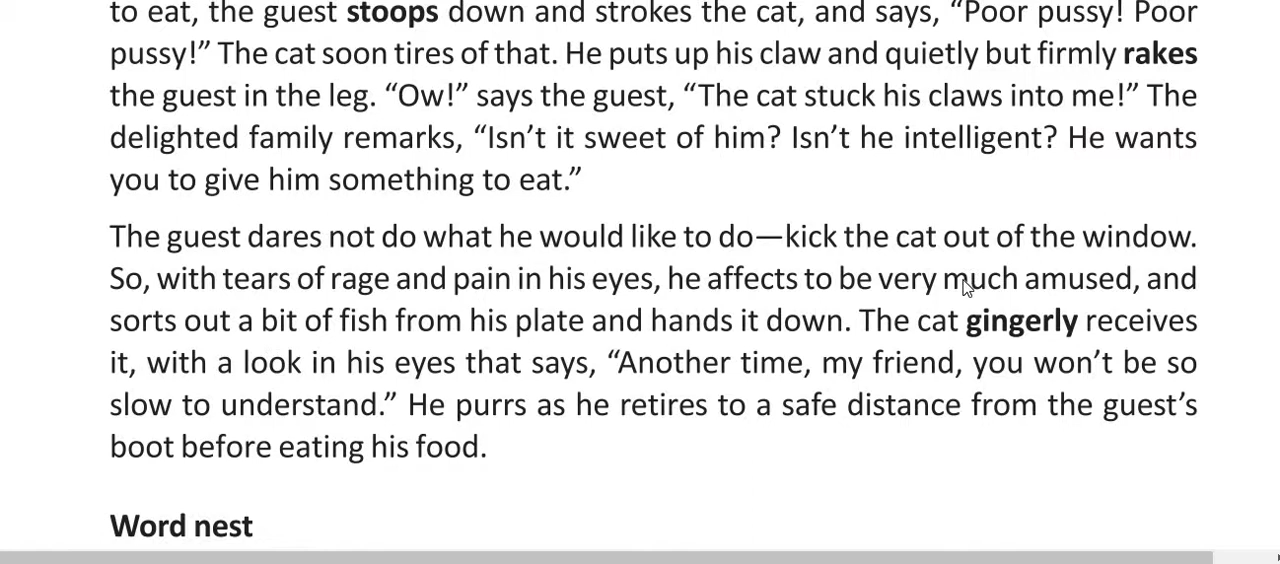 to eat, the guest stoops down and strokes the cat, and says, “Poor pussy! Poor
pussy!” The cat soon tires of that. He puts up his claw and quietly but firmly rakes
the guest in the leg. “Ow!” says the guest, “The cat stuck his claws into me!” The
delighted family remarks, “Isn’t it sweet of him? Isn’t he intelligent? He wants
you to give him something to eat.”
The guest dares not do what he would like to do—kick the cat out of the window.
So, with tears of rage and pain in his eyes, he affects to be very much amused, and
sorts out a bit of fish from his plate and hands it down. The cat gingerly receives
it, with a look in his eyes that says, “Another time, my friend, you won’t be so
slow to understand.” He purrs as he retires to a safe distance from the guest’s
boot before eating his food.
Word nest